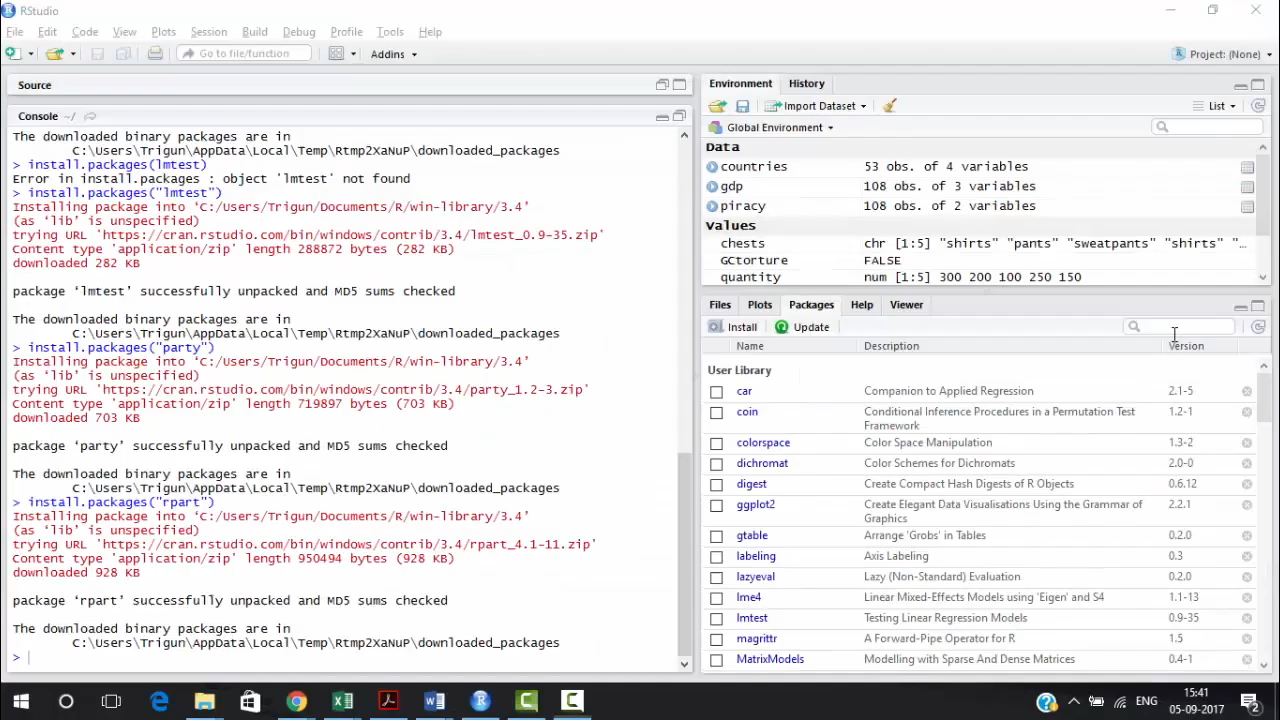 RStudio
File Edit Code View Plots Session Build Debug Profile Tools Help
Go to file/function Addins Project: (None)
Source
Console ~/
The downloaded binary packages are in
C:\Users\Trigun\AppData\Local\Temp\Rtmp2XaNuP\downloaded_packages
> install.packages(lmtest)
Error in install.packages : object 'lmtest' not found
> install.packages("lmtest")
Installing package into ‘C:/Users/Trigun/Documents/R/win-library/3.4’
(as ‘lib’ is unspecified)
trying URL 'https://cran.rstudio.com/bin/windows/contrib/3.4/lmtest_0.9-35.zip'
Content type 'application/zip' length 288872 bytes (282 KB)
downloaded 282 KB
package ‘lmtest’ successfully unpacked and MD5 sums checked
The downloaded binary packages are in
C:\Users\Trigun\AppData\Local\Temp\Rtmp2XaNuP\downloaded_packages
> install.packages("party")
Installing package into ‘C:/Users/Trigun/Documents/R/win-library/3.4’
(as ‘lib’ is unspecified)
trying URL 'https://cran.rstudio.com/bin/windows/contrib/3.4/party_1.2-3.zip'
Content type 'application/zip' length 719897 bytes (703 KB)
downloaded 703 KB
package ‘party’ successfully unpacked and MD5 sums checked
The downloaded binary packages are in
C:\Users\Trigun\AppData\Local\Temp\Rtmp2XaNuP\downloaded_packages
> install.packages("rpart")
Installing package into ‘C:/Users/Trigun/Documents/R/win-library/3.4’
(as ‘lib’ is unspecified)
trying URL 'https://cran.rstudio.com/bin/windows/contrib/3.4/rpart_4.1-11.zip'
Content type 'application/zip' length 950494 bytes (928 KB)
downloaded 928 KB
package ‘rpart’ successfully unpacked and MD5 sums checked
The downloaded binary packages are in
C:\Users\Trigun\AppData\Local\Temp\Rtmp2XaNuP\downloaded_packages
>
Environment History
Import Dataset List
Global Environment
Data
countries 53 obs. of 4 variables
gdp 108 obs. of 3 variables
piracy 108 obs. of 2 variables
Values
chests chr [1:5] "shirts" "pants" "sweatpants" "shirts" "…
GCtorture FALSE
quantity num [1:5] 300 200 100 250 150
Files Plots Packages Help Viewer
Install Update
Name Description Version
User Library
car Companion to Applied Regression 2.1-5
coin Conditional Inference Procedures in a Permutation Test Framework 1.2-1
colorspace Color Space Manipulation 1.3-2
dichromat Color Schemes for Dichromats 2.0-0
digest Create Compact Hash Digests of R Objects 0.6.12
ggplot2 Create Elegant Data Visualisations Using the Grammar of Graphics 2.2.1
gtable Arrange 'Grobs' in Tables 0.2.0
labeling Axis Labeling 0.3
lazyeval Lazy (Non-Standard) Evaluation 0.2.0
lme4 Linear Mixed-Effects Models using 'Eigen' and S4 1.1-13
lmtest Testing Linear Regression Models 0.9-35
magrittr A Forward-Pipe Operator for R 1.5
MatrixModels Modelling with Sparse And Dense Matrices 0.4-1
ENG
15:41
05-09-2017
2